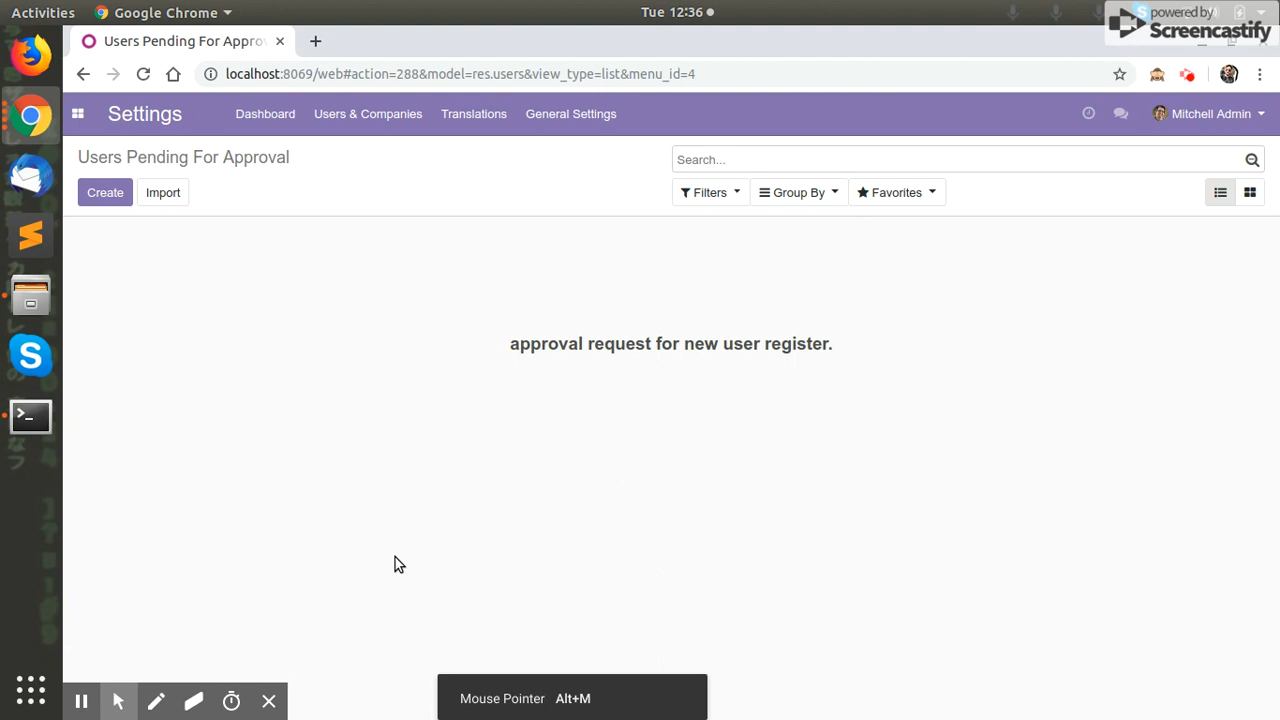 Activities
Google Chrome
Tue 12:36
powered by
Screencastify
Users Pending For Appro
localhost:8069/web#action=288&model=res.users&view_type=list&menu_id=4
Settings
Dashboard
Users & Companies
Translations
General Settings
Mitchell Admin
Users Pending For Approval
Search...
Create
Import
Filters
Group By
Favorites
approval request for new user register.
Mouse Pointer Alt+M